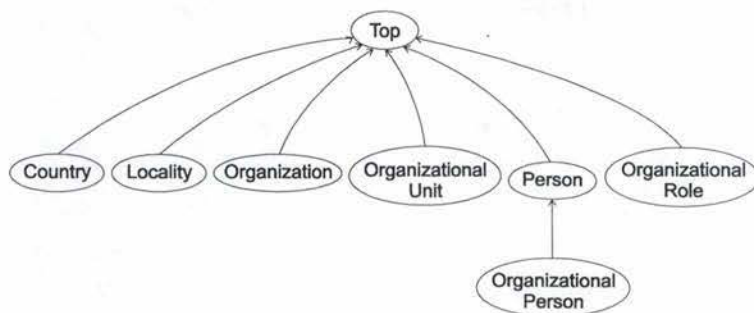 Top
Country
Locality
Organization
Organizational
Unit
Person
Organizational
Role
Organizational
Person